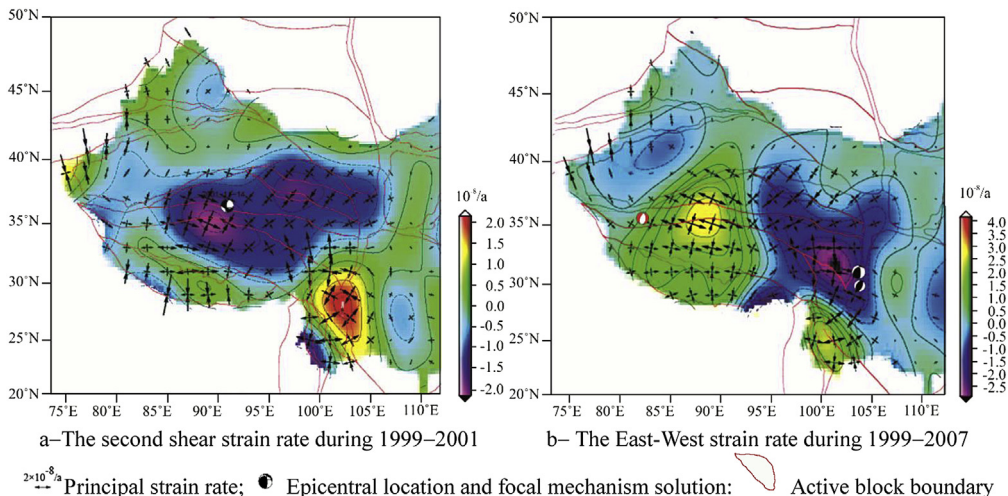 50°N
45°N
40°N
35°N
30°N
25°N
20°N
75°E 80°E 85°E 90°E 95°E 100°E 105°E 110°E
10⁻⁸/a
2.0
1.5
1.0
0.5
0.0
-0.5
-1.0
-1.5
-2.0
a–The second shear strain rate during 1999–2001
50°N
45°N
40°N
35°N
30°N
25°N
20°N
75°E 80°E 85°E 90°E 95°E 100°E 105°E 110°E
10⁻⁸/a
4.0
3.5
3.0
2.5
2.0
1.5
1.0
0.5
0.0
-0.5
-1.0
-1.5
-2.0
-2.5
b– The East-West strain rate during 1999–2007
2×10⁻⁸/a Principal strain rate; Epicentral location and focal mechanism solution: Active block boundary